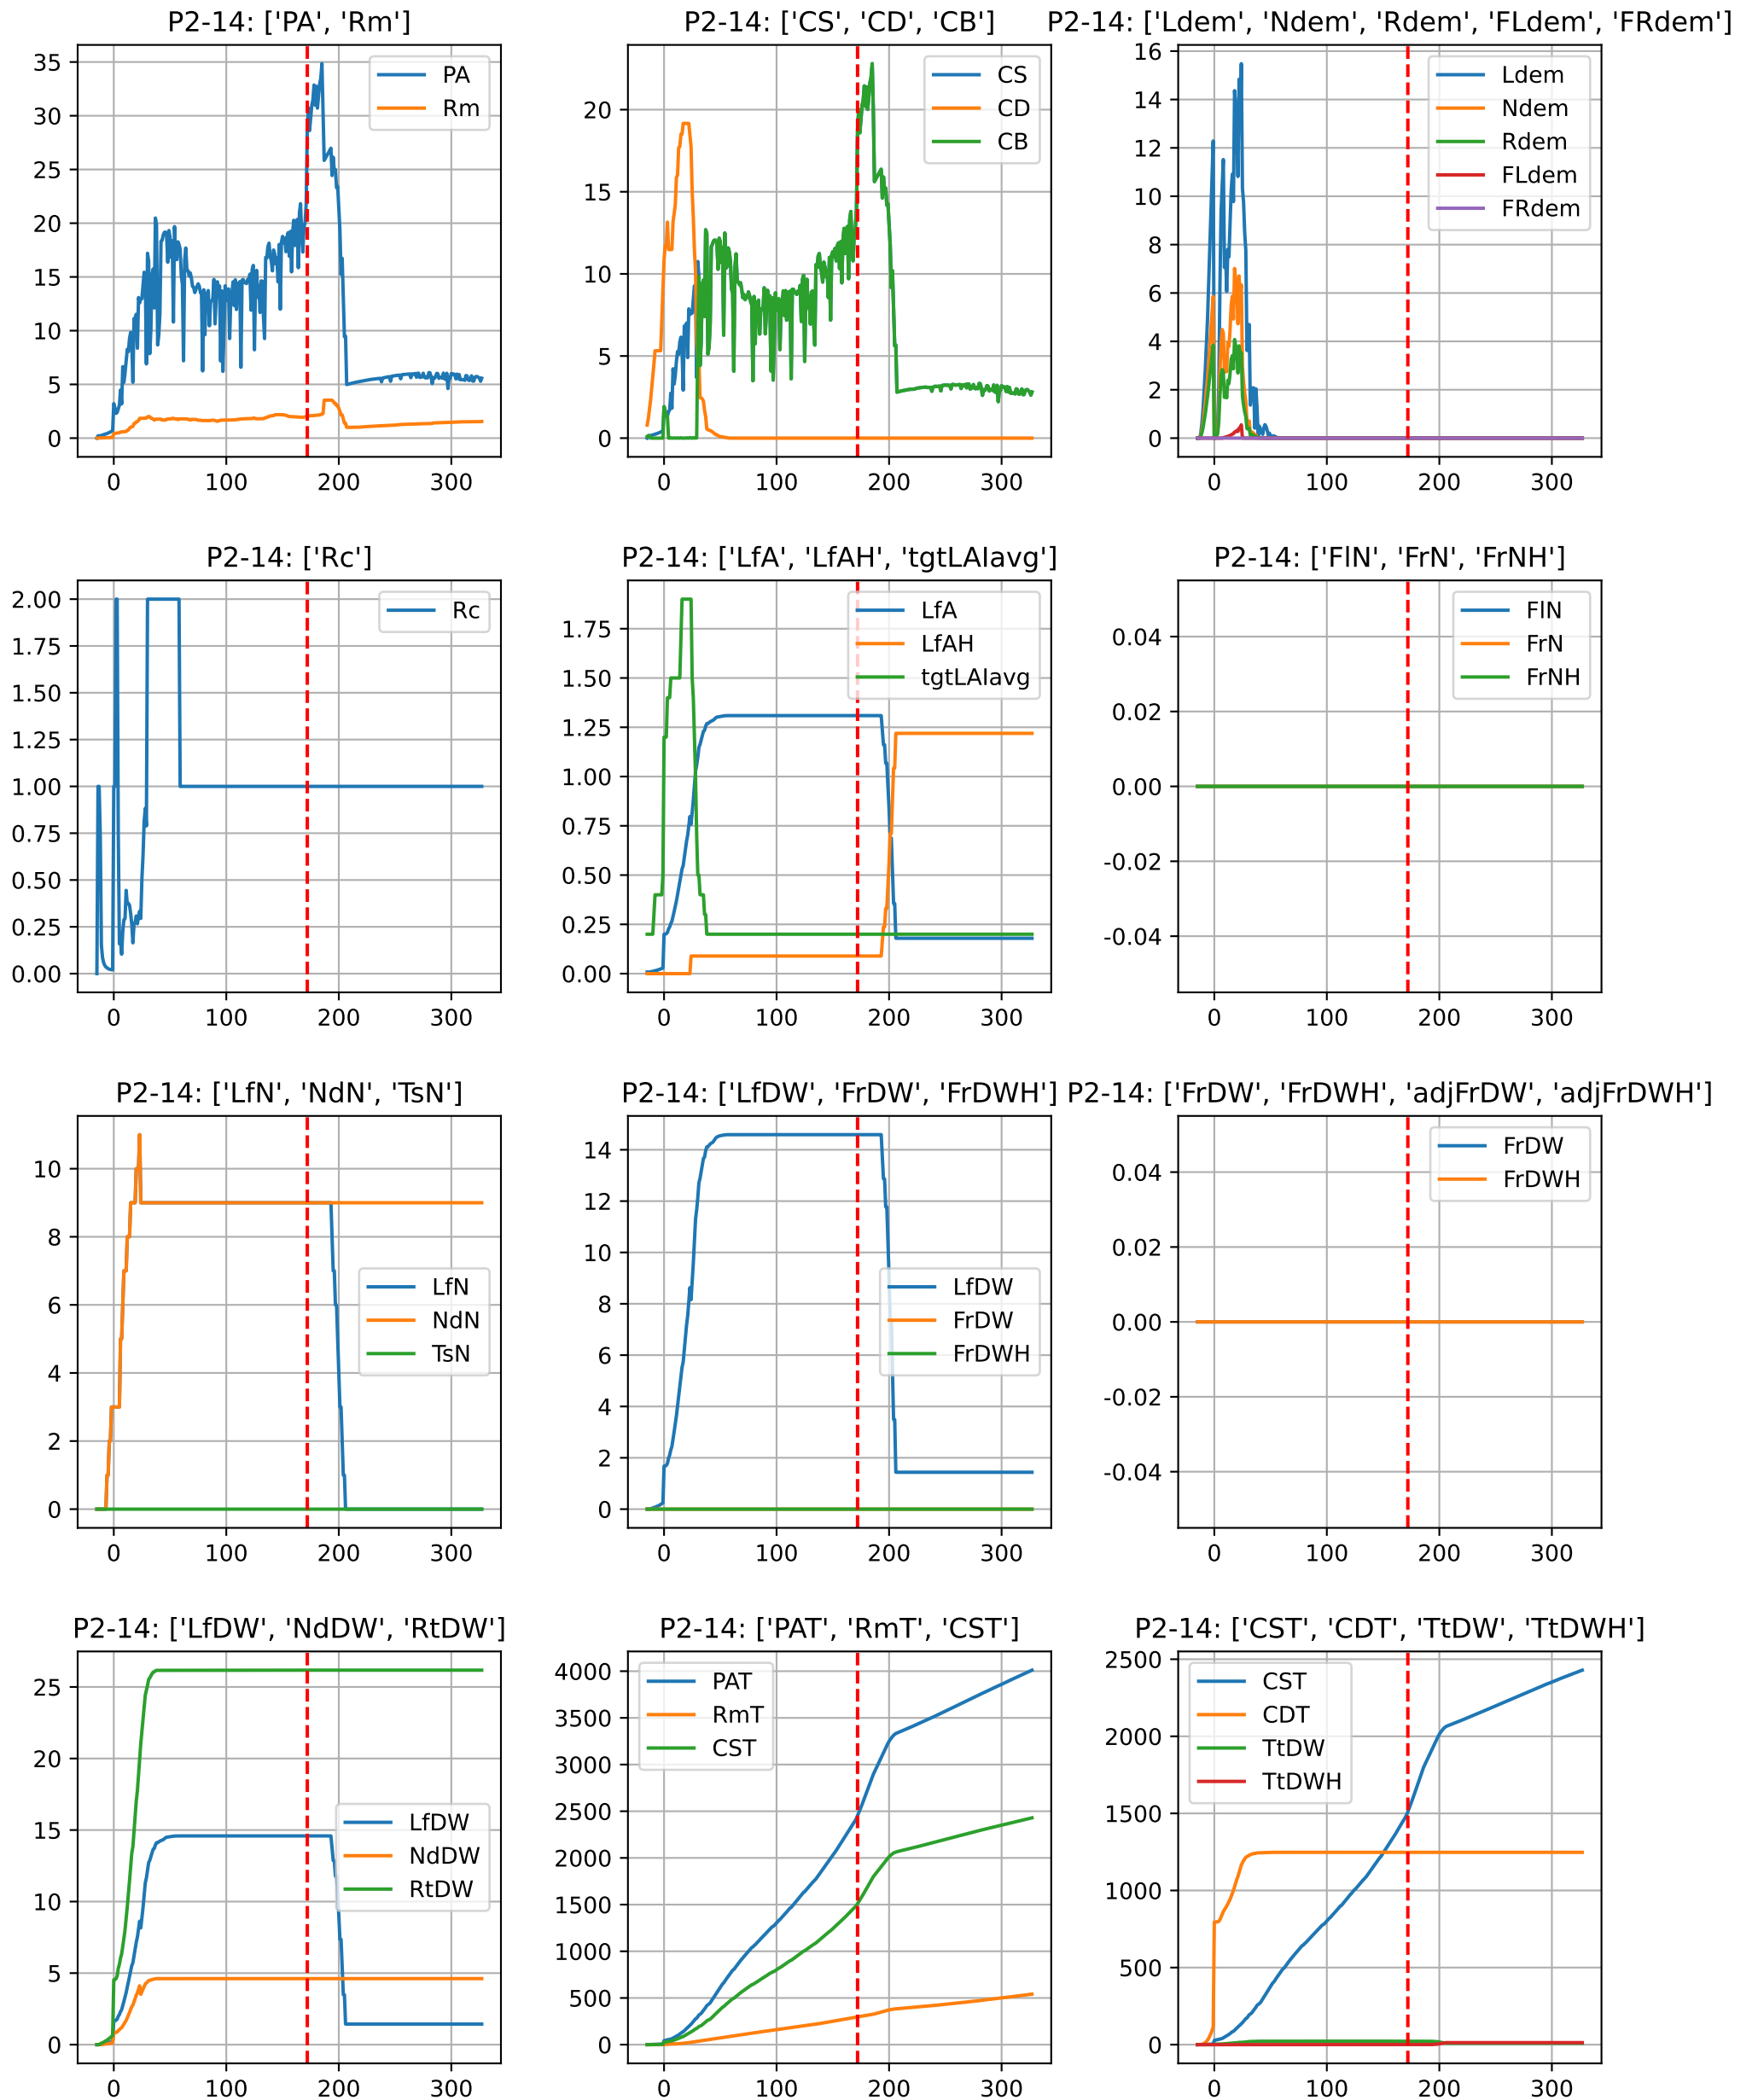 P2-14: ['PA', 'Rm']
35
30
25
20
15
10
5
0
0 100 200 300
PA
Rm
P2-14: ['CS', 'CD', 'CB']
20
15
10
5
0
0 100 200 300
CS
CD
CB
P2-14: ['Ldem', 'Ndem', 'Rdem', 'FLdem', 'FRdem']
16
14
12
10
8
6
4
2
0
0 100 200 300
Ldem
Ndem
Rdem
FLdem
FRdem
P2-14: ['Rc']
2.00
1.75
1.50
1.25
1.00
0.75
0.50
0.25
0.00
0 100 200 300
Rc
P2-14: ['LfA', 'LfAH', 'tgtLAIavg']
1.75
1.50
1.25
1.00
0.75
0.50
0.25
0.00
0 100 200 300
LfA
LfAH
tgtLAIavg
P2-14: ['FlN', 'FrN', 'FrNH']
0.04
0.02
0.00
-0.02
-0.04
0 100 200 300
FlN
FrN
FrNH
P2-14: ['LfN', 'NdN', 'TsN']
10
8
6
4
2
0
0 100 200 300
LfN
NdN
TsN
P2-14: ['LfDW', 'FrDW', 'FrDWH']
14
12
10
8
6
4
2
0
0 100 200 300
LfDW
FrDW
FrDWH
P2-14: ['FrDW', 'FrDWH', 'adjFrDW', 'adjFrDWH']
0.04
0.02
0.00
-0.02
-0.04
0 100 200 300
FrDW
FrDWH
P2-14: ['LfDW', 'NdDW', 'RtDW']
25
20
15
10
5
0
0 100 200 300
LfDW
NdDW
RtDW
P2-14: ['PAT', 'RmT', 'CST']
4000
3500
3000
2500
2000
1500
1000
500
0
0 100 200 300
PAT
RmT
CST
P2-14: ['CST', 'CDT', 'TtDW', 'TtDWH']
2500
2000
1500
1000
500
0
0 100 200 300
CST
CDT
TtDW
TtDWH